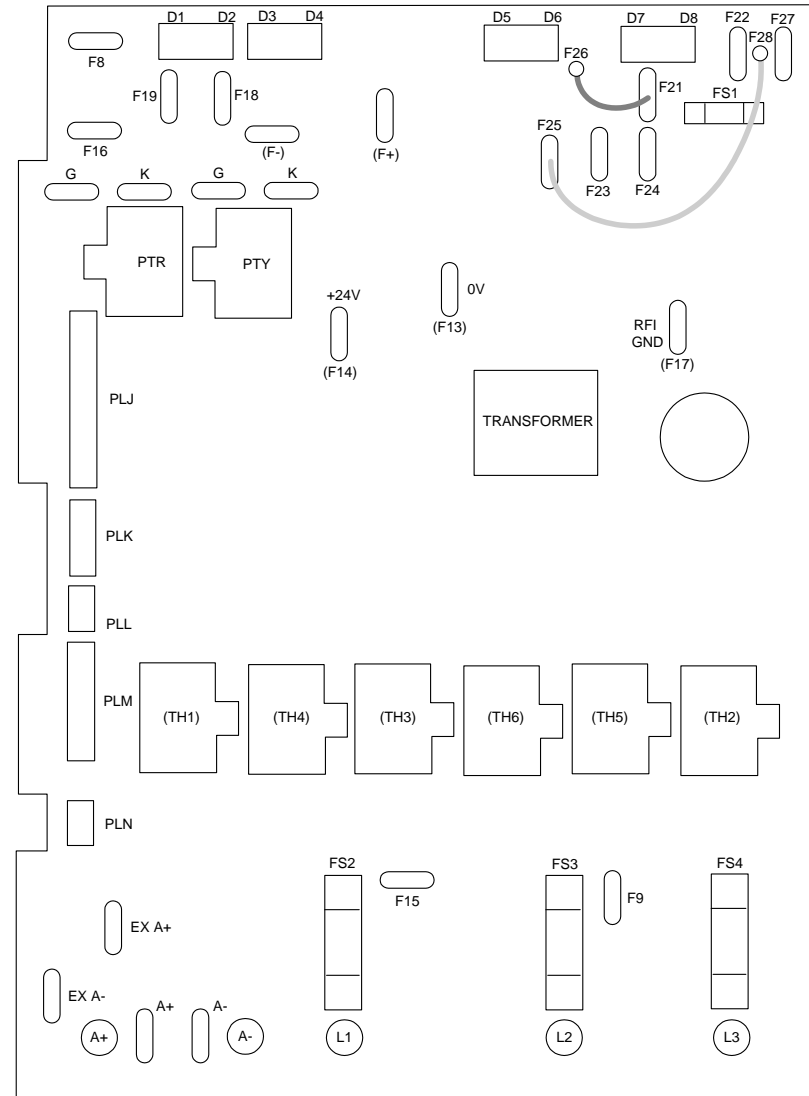 D1 D2 D3 D4 D5 D6 D7 D8 F22 F27
F8 F26 F28
F19 F18 F21 FS1
F16 (F-) (F+) F25
F23 F24
G K G K
PTR PTY
+24V 0V
(F13)
RFI
GND
(F14) (F17)
PLJ TRANSFORMER
PLK
PLL
PLM (TH1) (TH4) (TH3) (TH6) (TH5) (TH2)
PLN
FS2 FS3 FS4
F15 F9
EX A+
EX A-
A+ A-
A+ A- L1 L2 L3